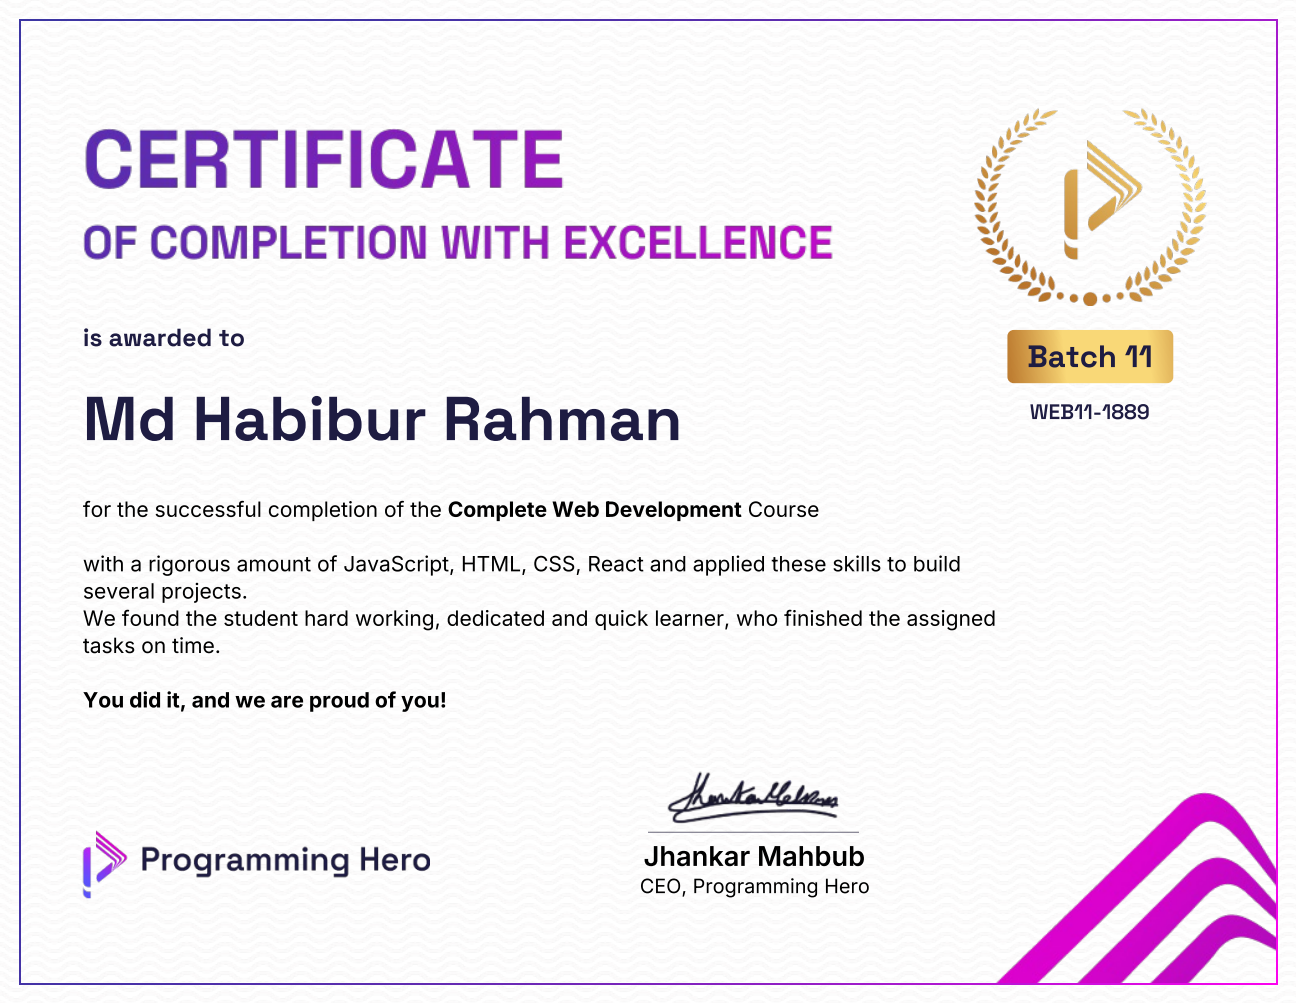 CERTIFICATE
OF COMPLETION WITH EXCELLENCE
is awarded to
Md Habibur Rahman
Batch 11
WEB11-1889
for the successful completion of the Complete Web Development Course
with a rigorous amount of JavaScript, HTML, CSS, React and applied these skills to build
several projects.
We found the student hard working, dedicated and quick learner, who finished the assigned
tasks on time.
You did it, and we are proud of you!
Programming Hero
Jhankar Mahbub
Jhankar Mahbub
CEO, Programming Hero